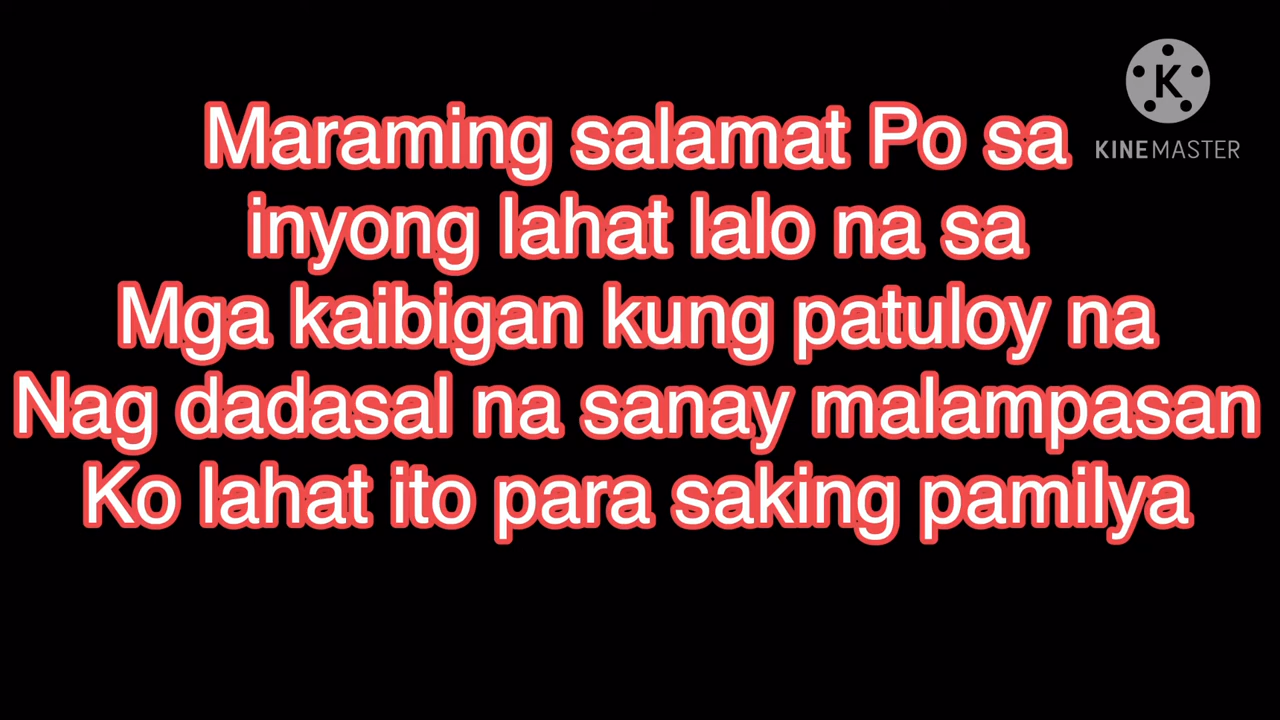 Maraming salamat Po sa
inyong lahat lalo na sa
Mga kaibigan kung patuloy na
Nag dadasal na sanay malampasan
Ko lahat ito para saking pamilya
K
KINEMASTER